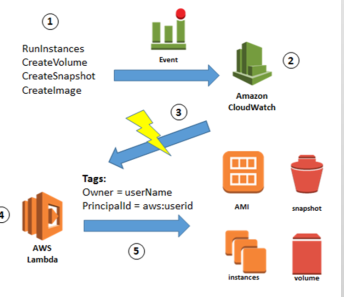 1
RunInstances
CreateVolume
CreateSnapshot
CreateImage
Event
2
Amazon
CloudWatch
3
Tags:
Owner = userName
PrincipalId = aws:userid
AMI
snapshot
4
AWS
Lambda
5
instances
volume